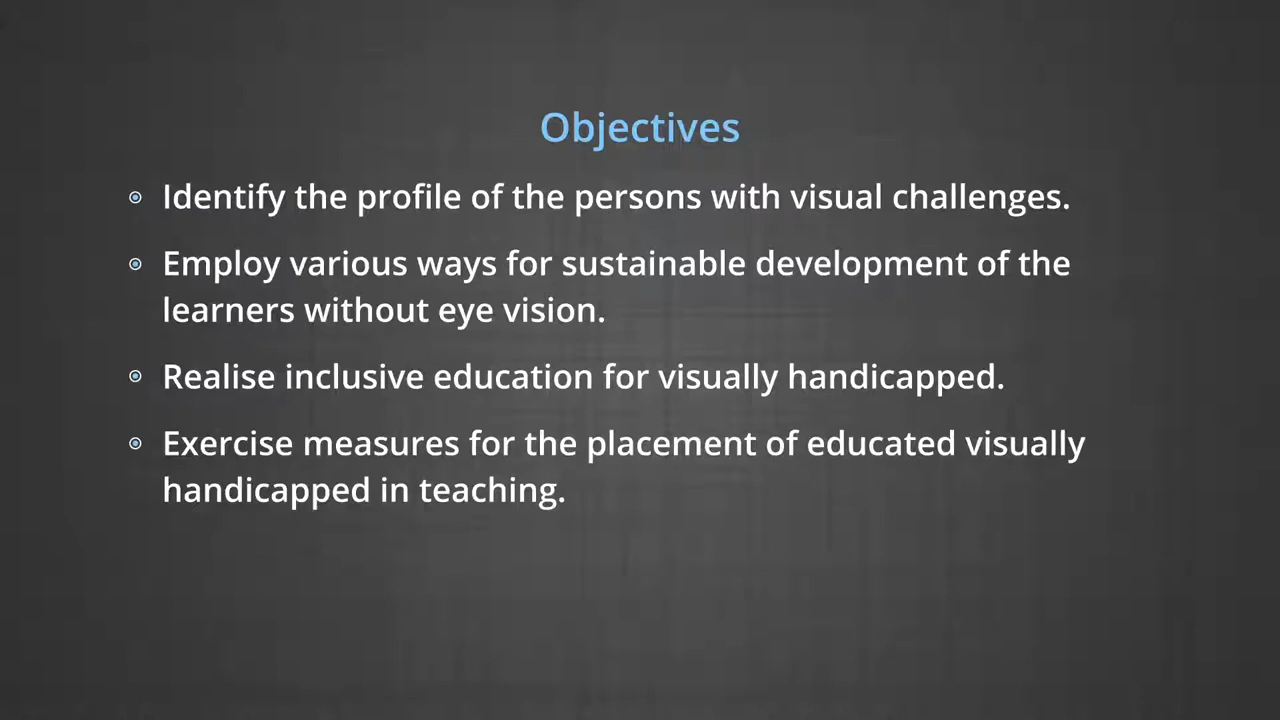 Objectives
Identify the profile of the persons with visual challenges.
Employ various ways for sustainable development of the
learners without eye vision.
Realise inclusive education for visually handicapped.
Exercise measures for the placement of educated visually
handicapped in teaching.